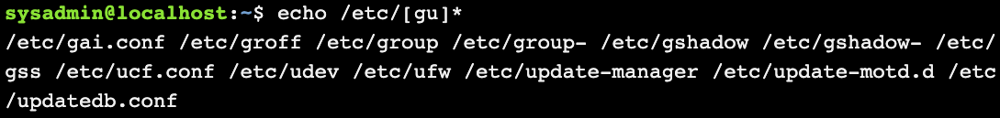 sysadmin@localhost:~$ echo /etc/[gu]*
/etc/gai.conf /etc/groff /etc/group /etc/group- /etc/gshadow /etc/gshadow- /etc/
gss /etc/ucf.conf /etc/udev /etc/ufw /etc/update-manager /etc/update-motd.d /etc
/updatedb.conf